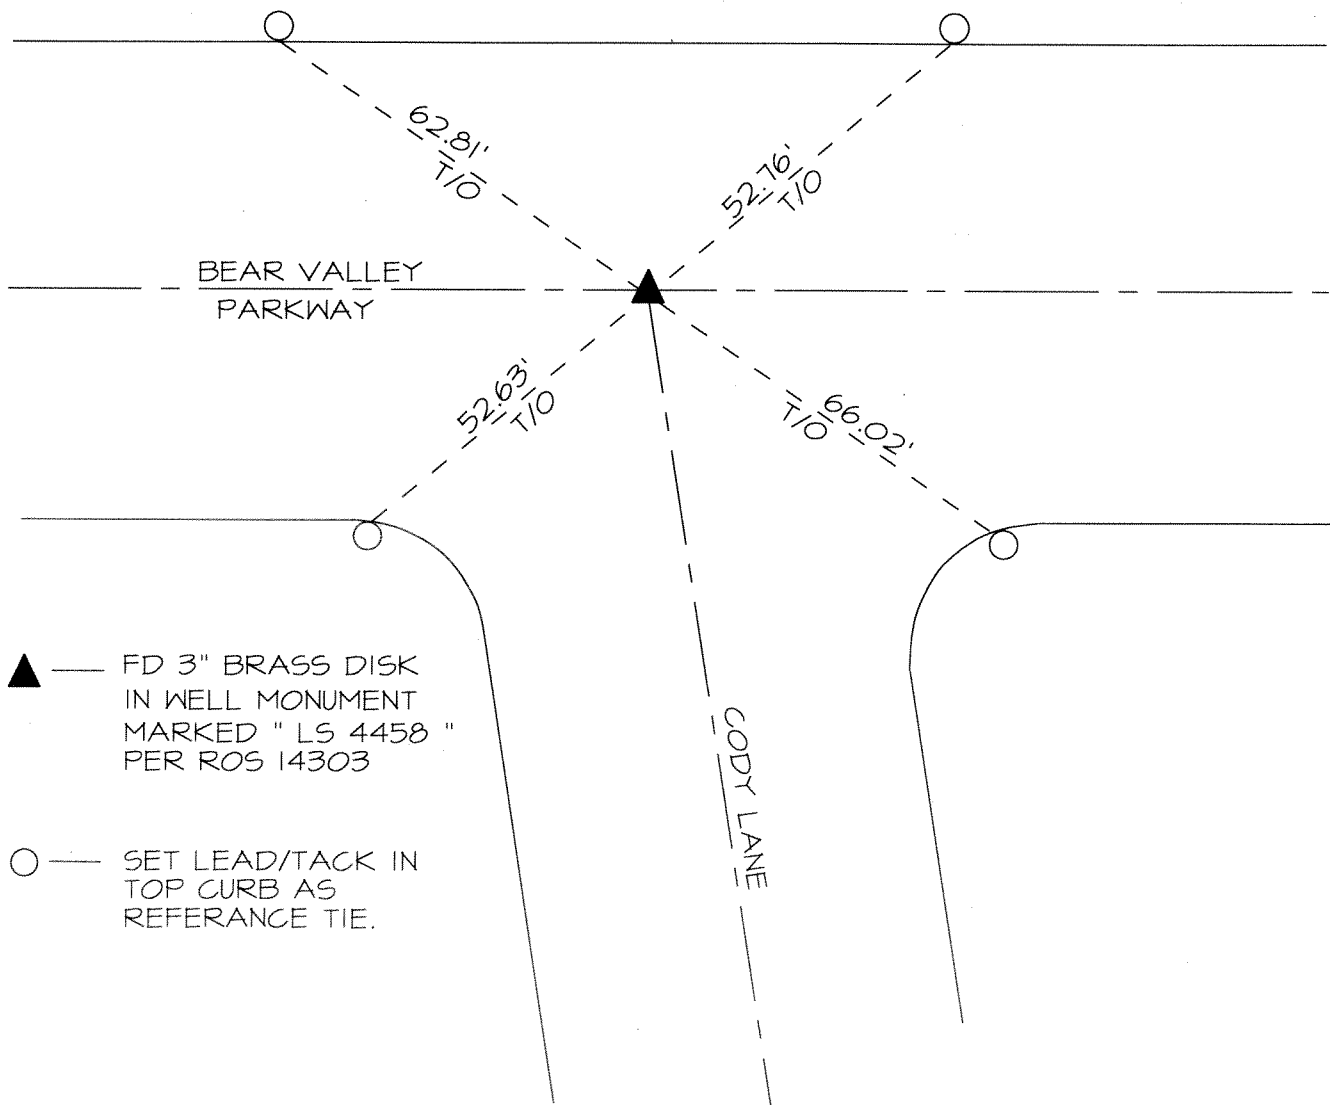 62.81'
T/O
52.76'
T/O
BEAR VALLEY
PARKWAY
52.63'
T/O
66.02'
T/O
FD 3" BRASS DISK
IN WELL MONUMENT
MARKED " LS 4458 "
PER ROS 14303
CODY LANE
SET LEAD/TACK IN
TOP CURB AS
REFERANCE TIE.